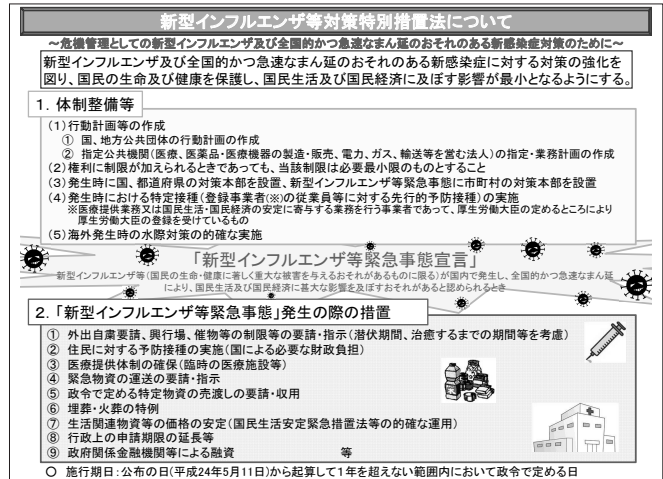 新型インフルエンザ等対策特別措置法について
～危機管理としての新型インフルエンザ及び全国的かつ急速なまん延のおそれのある新感染症対策のために～
新型インフルエンザ及び全国的かつ急速なまん延のおそれのある新感染症に対する対策の強化を
図り、国民の生命及び健康を保護し、国民生活及び国民経済に及ぼす影響が最小となるようにする。
1．体制整備等
(1)行動計画等の作成
① 国、地方公共団体の行動計画の作成
② 指定公共機関(医療、医薬品・医療機器の製造・販売、電力、ガス、輸送等を営む法人)の指定・業務計画の作成
(2)権利に制限が加えられるときであっても、当該制限は必要最小限のものとすること
(3)発生時に国、都道府県の対策本部を設置、新型インフルエンザ等緊急事態に市町村の対策本部を設置
(4)発生時における特定接種(登録事業者(※)の従業員等に対する先行的予防接種)の実施
※医療提供業務又は国民生活・国民経済の安定に寄与する業務を行う事業者であって、厚生労働大臣の定めるところにより
厚生労働大臣の登録を受けているもの
(5)海外発生時の水際対策の的確な実施
「新型インフルエンザ等緊急事態宣言」
新型インフルエンザ等(国民の生命・健康に著しく重大な被害を与えるおそれがあるものに限る)が国内で発生し、全国的かつ急速なまん延
により、国民生活及び国民経済に甚大な影響を及ぼすおそれがあると認められるとき
2．「新型インフルエンザ等緊急事態」発生の際の措置
① 外出自粛要請、興行場、催物等の制限等の要請・指示(潜伏期間、治癒するまでの期間等を考慮)
② 住民に対する予防接種の実施(国による必要な財政負担)
③ 医療提供体制の確保(臨時の医療施設等)
④ 緊急物資の運送の要請・指示
⑤ 政令で定める特定物資の売渡しの要請・収用
⑥ 埋葬・火葬の特例
⑦ 生活関連物資等の価格の安定(国民生活安定緊急措置法等の的確な運用)
⑧ 行政上の申請期限の延長等
⑨ 政府関係金融機関等による融資 等
○ 施行期日：公布の日(平成24年5月11日)から起算して1年を超えない範囲内において政令で定める日